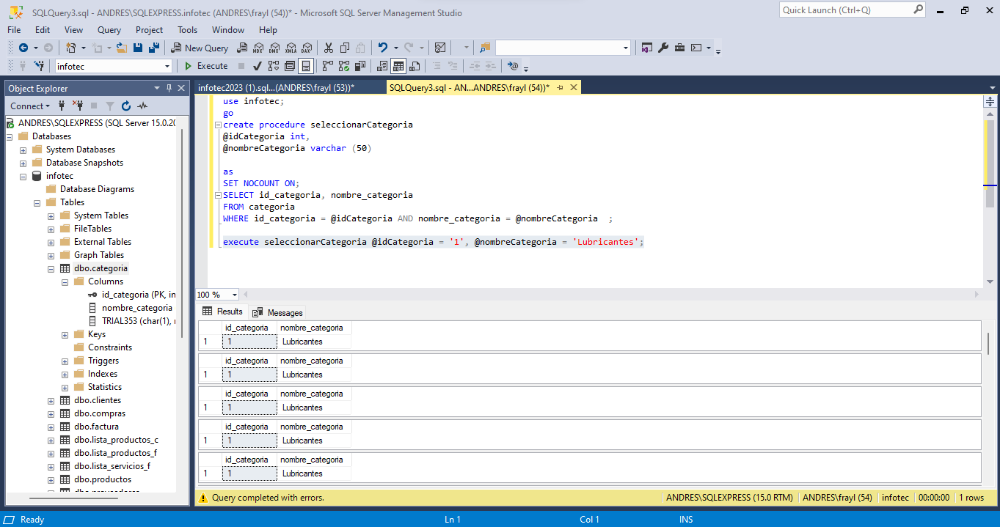 SQLQuery3.sql - ANDRES\SQLEXPRESS.infotec (ANDRES\frayl (54))* - Microsoft SQL Server Management Studio
Quick Launch (Ctrl+Q)
File Edit View Query Project Tools Window Help
New Query MDX DMX XMLA DAX
infotec Execute
Object Explorer
Connect
ANDRES\SQLEXPRESS (SQL Server 15.0.20
Databases
System Databases
Database Snapshots
infotec
Database Diagrams
Tables
System Tables
FileTables
External Tables
Graph Tables
dbo.categoria
Columns
id_categoria (PK, in
nombre_categoria
TRIAL353 (char(1), n
Keys
Constraints
Triggers
Indexes
Statistics
dbo.clientes
dbo.compras
dbo.factura
dbo.lista_productos_c
dbo.lista_productos_f
dbo.lista_servicios_f
dbo.productos
infotec2023 (1).sql...(ANDRES\frayl (53))*
SQLQuery3.sql - AN...ANDRES\frayl (54))*
use infotec;
go
create procedure seleccionarCategoria
@idCategoria int,
@nombreCategoria varchar (50)
as
SET NOCOUNT ON;
SELECT id_categoria, nombre_categoria
FROM categoria
WHERE id_categoria = @idCategoria AND nombre_categoria = @nombreCategoria ;
execute seleccionarCategoria @idCategoria = '1', @nombreCategoria = 'Lubricantes';
100 %
Results Messages
id_categoria nombre_categoria
1 1 Lubricantes
id_categoria nombre_categoria
1 1 Lubricantes
id_categoria nombre_categoria
1 1 Lubricantes
id_categoria nombre_categoria
1 1 Lubricantes
id_categoria nombre_categoria
1 1 Lubricantes
Query completed with errors. ANDRES\SQLEXPRESS (15.0 RTM) ANDRES\frayl (54) infotec 00:00:00 1 rows
Ready Ln 1 Col 1 INS